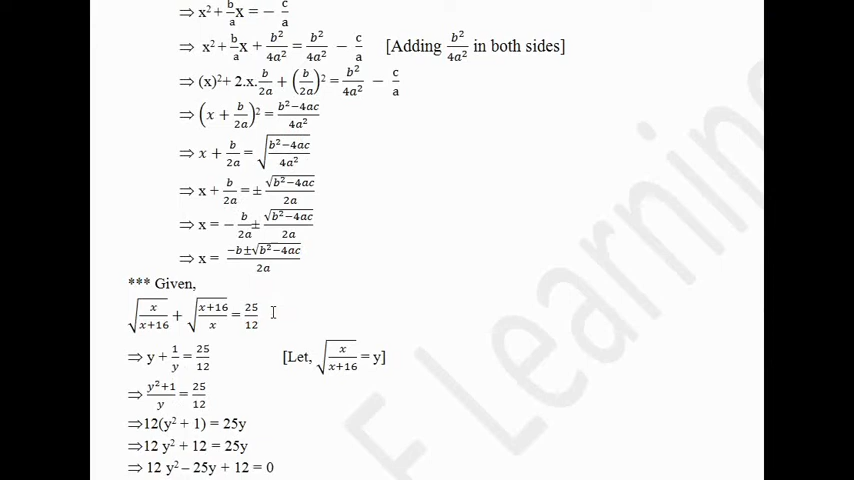 ⇒ x² + b/a x = − c/a
⇒ x² + b/a x + b²/4a² = b²/4a² − c/a [Adding b²/4a² in both sides]
⇒ (x)² + 2.x. b/2a + (b/2a)² = b²/4a² − c/a
⇒ (x + b/2a)² = b²−4ac/4a²
⇒ x + b/2a = √(b²−4ac/4a²)
⇒ x + b/2a = ± √(b²−4ac)/2a
⇒ x = − b/2a ± √(b²−4ac)/2a
⇒ x = −b±√(b²−4ac)/2a
*** Given,
√(x/x+16) + √(x+16/x) = 25/12
⇒ y + 1/y = 25/12 [Let, √(x/x+16) = y]
⇒ y²+1/y = 25/12
⇒12(y² + 1) = 25y
⇒12 y² + 12 = 25y
⇒ 12 y² – 25y + 12 = 0
E Learning